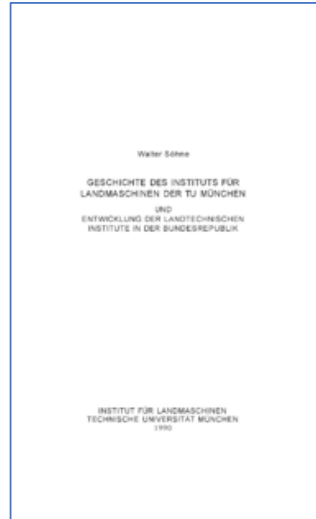 Walter Söhne
GESCHICHTE DES INSTITUTS FÜR
LANDMASCHINEN DER TU MÜNCHEN
UND
ENTWICKLUNG DER LANDTECHNISCHEN
INSTITUTE IN DER BUNDESREPUBLIK
INSTITUT FÜR LANDMASCHINEN
TECHNISCHE UNIVERSITÄT MÜNCHEN
1990